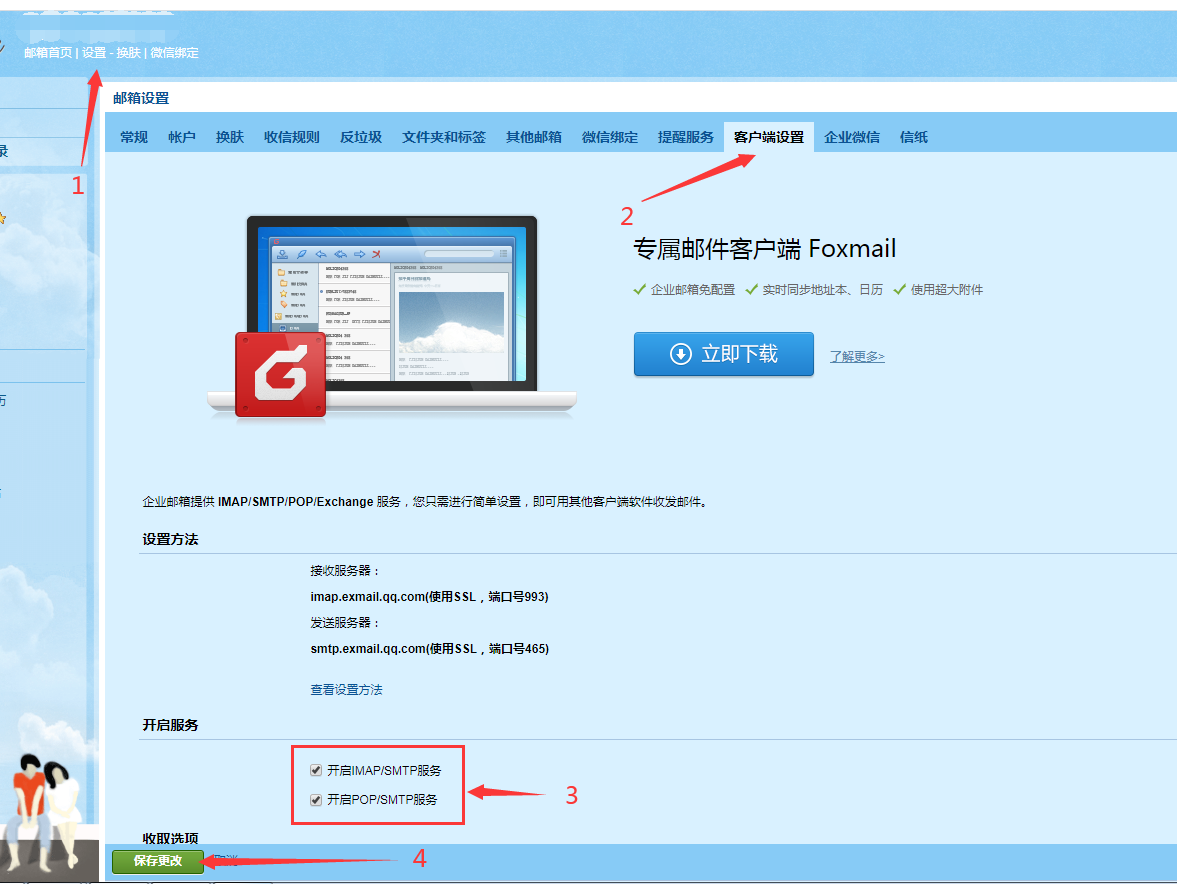 邮箱首页 | 设置 - 换肤 | 微信绑定
邮箱设置
常规 帐户 换肤 收信规则 反垃圾 文件夹和标签 其他邮箱 微信绑定 提醒服务 客户端设置 企业微信 信纸
录
1
2
专属邮件客户端 Foxmail
企业邮箱免配置 实时同步地址本、日历 使用超大附件
立即下载 了解更多>
历
企业邮箱提供 IMAP/SMTP/POP/Exchange 服务，您只需进行简单设置，即可用其他客户端软件收发邮件。
设置方法
接收服务器：
imap.exmail.qq.com(使用SSL，端口号993)
发送服务器：
smtp.exmail.qq.com(使用SSL，端口号465)
查看设置方法
开启服务
开启IMAP/SMTP服务
开启POP/SMTP服务
3
收取选项
保存更改
4